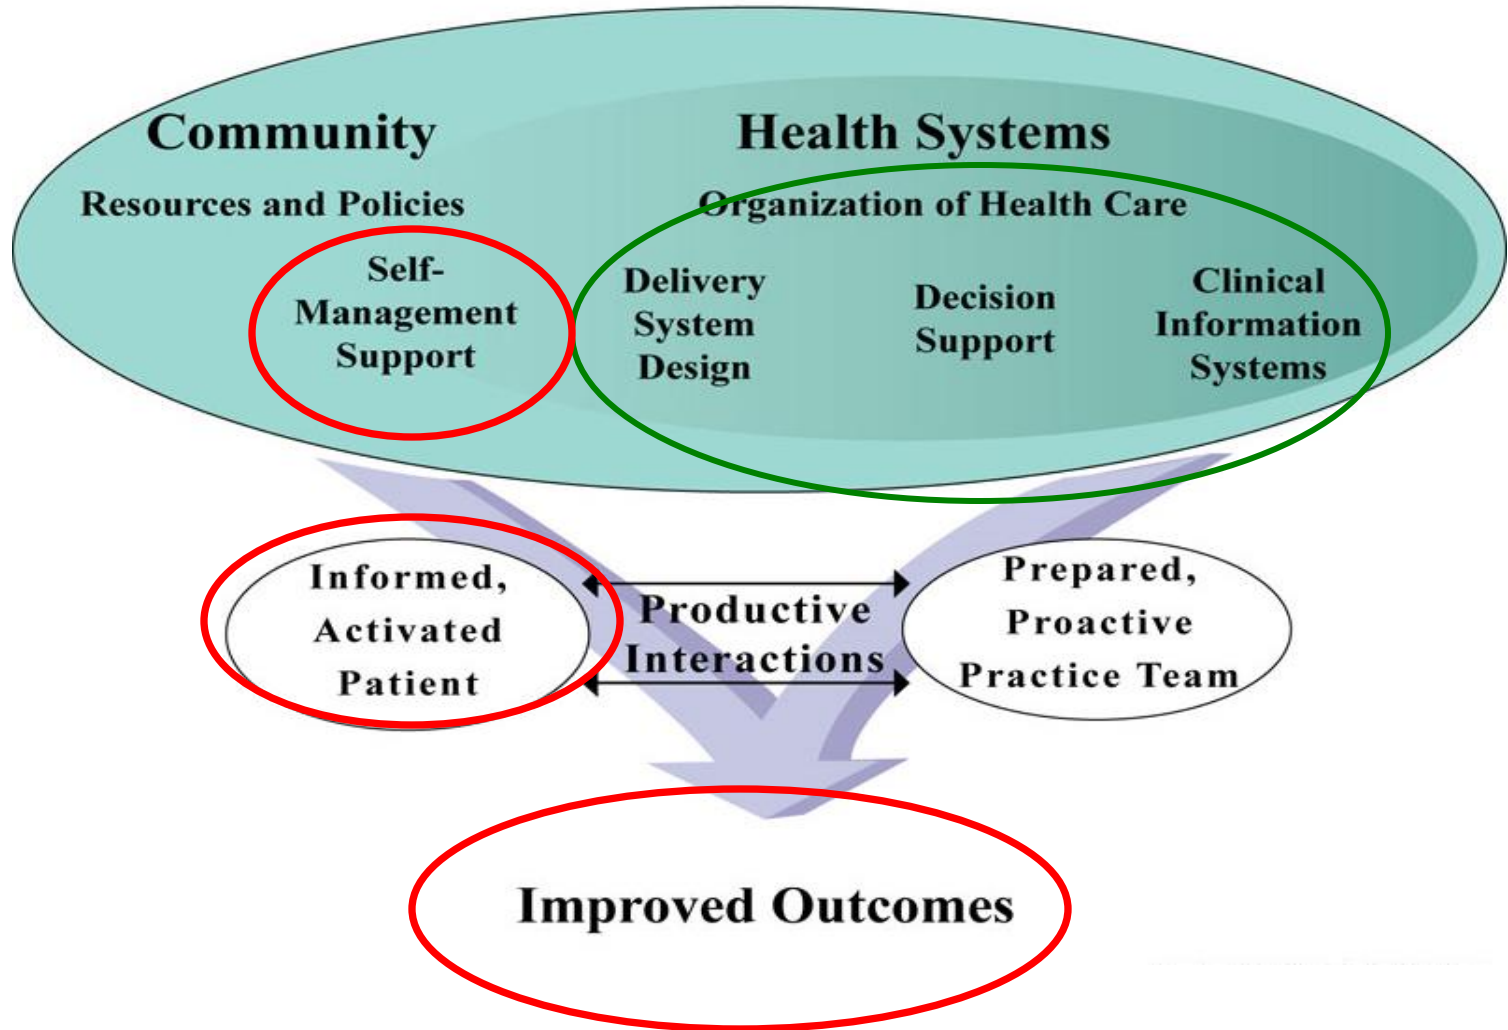 Community
Health Systems
Resources and Policies
Organization of Health Care
Self-
Management
Support
Delivery
System
Design
Decision
Support
Clinical
Information
Systems
Informed,
Activated
Patient
Productive
Interactions
Prepared,
Proactive
Practice Team
Improved Outcomes